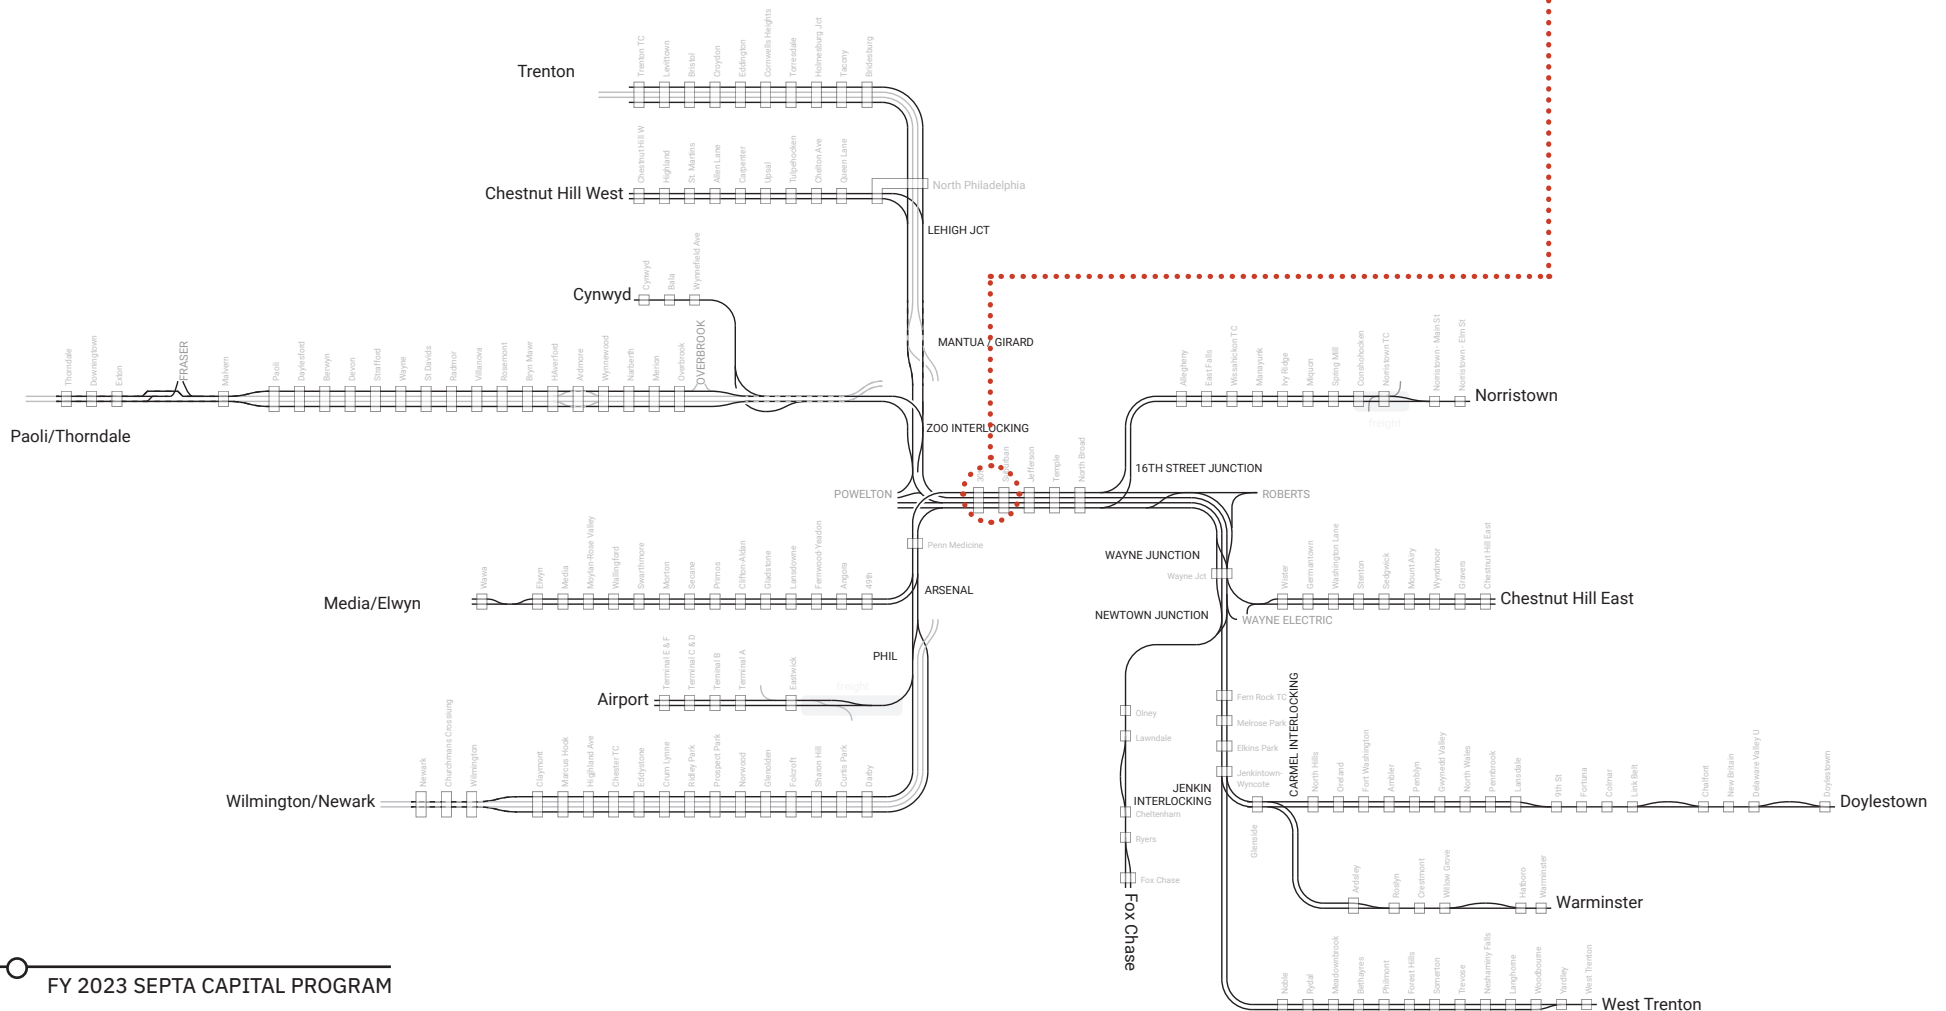 Trenton
Trenton TC
Levittown
Bristol
Croydon
Eddington
Cornwells Heights
Torresdale
Holmesburg Jct
Tacony
Bridesburg
Chestnut Hill West
Chestnut Hill W
Highland
St. Martins
Allen Lane
Carpenter
Upsal
Tulpehocken
Chelton Ave
Queen Lane
North Philadelphia
LEHIGH JCT
Cynwyd
Cynwyd
Bala
Wynnefield Ave
MANTUA / GIRARD
Paoli/Thorndale
Thorndale
Downingtown
Exton
FRASER
Malvern
Paoli
Daylesford
Berwyn
Devon
Strafford
Wayne
St Davids
Radnor
Villanova
Rosemont
Bryn Mawr
HAverford
Ardmore
Wynnewood
Narberth
Merion
Overbrook
OVERBROOK
ZOO INTERLOCKING
POWELTON
30th
Suburban
Jefferson
Temple
North Broad
16TH STREET JUNCTION
ROBERTS
Allegheny
East Falls
Wissahickon TC
Manayunk
Ivy Ridge
Miquon
Spring Mill
Conshohocken
Norristown TC
Norristown - Main St
Norristown - Elm St
Norristown
freight
Penn Medicine
Media/Elwyn
Wawa
Elwyn
Media
Moylan-Rose Valley
Wallingford
Swarthmore
Morton
Secane
Primos
Clifton-Aldan
Gladstone
Lansdowne
Fernwood-Yeadon
Angora
49th
ARSENAL
WAYNE JUNCTION
Wayne Jct
NEWTOWN JUNCTION
WAYNE ELECTRIC
Wister
Germantown
Washington Lane
Stenton
Sedgwick
Mount Airy
Wyndmoor
Gravers
Chestnut Hill East
Chestnut Hill East
PHIL
Airport
Terminal E & F
Terminal C & D
Terminal B
Terminal A
Eastwick
freight
Wilmington/Newark
Newark
Churchmans Crossiung
Wilmington
Claymont
Marcus Hook
Highland Ave
Chester TC
Eddystone
Crum Lynne
Ridley Park
Prospect Park
Norwood
Glenolden
Folcroft
Sharon Hill
Curtis Park
Darby
Olney
Lawndale
Cheltenham
Ryers
Fox Chase
Fox Chase
Fern Rock TC
Melrose Park
Elkins Park
Jenkintown-
Wyncote
JENKIN
INTERLOCKING
CARMEL INTERLOCKING
Glenside
North Hills
Oreland
Fort Washington
Ambler
Penblyn
Gwynedd Valley
North Wales
Pennbrook
Lansdale
9th St
Fortuna
Colmar
Link Belt
Chalfont
New Britain
Delaware Valley U
Doylestown
Doylestown
Ardsley
Roslyn
Crestmont
Willow Grove
Hatboro
Warminster
Warminster
Noble
Rydal
Meadowbrook
Bethayres
Philmont
Forest Hills
Somerton
Trevose
Neshaminy Falls
Langhorne
Woodbourne
Yardley
West Trenton
West Trenton
FY 2023 SEPTA CAPITAL PROGRAM